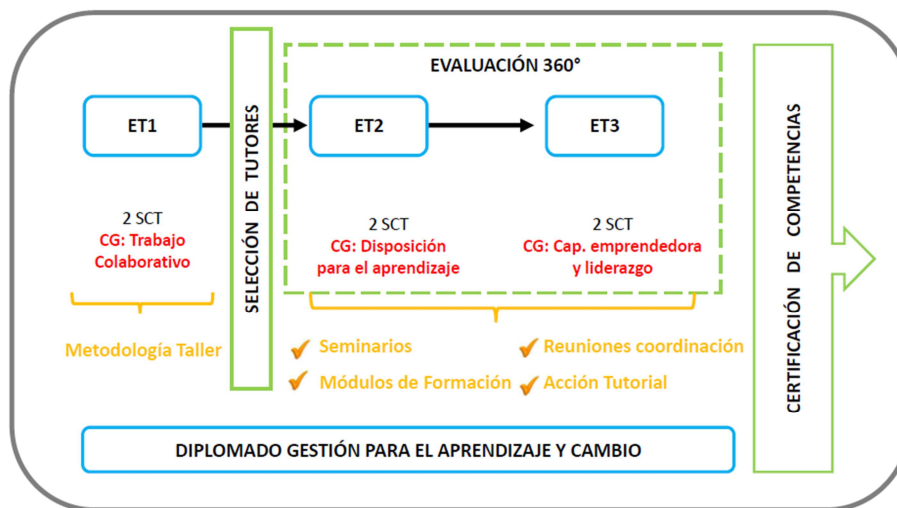 EVALUACIÓN 360°
ET1
SELECCIÓN DE TUTORES
ET2
ET3
2 SCT
CG: Trabajo
Colaborativo
2 SCT
CG: Disposición
para el aprendizaje
2 SCT
CG: Cap. emprendedora
y liderazgo
Metodología Taller
Seminarios
Módulos de Formación
Reuniones coordinación
Acción Tutorial
DIPLOMADO GESTIÓN PARA EL APRENDIZAJE Y CAMBIO
CERTIFICACIÓN DE COMPETENCIAS